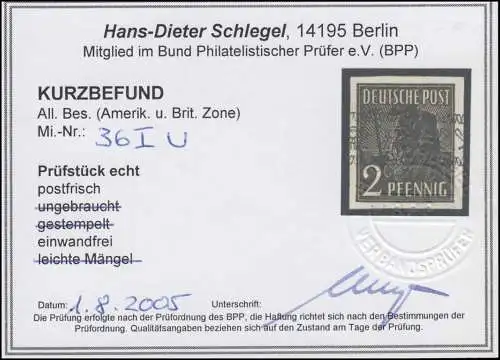 Hans-Dieter Schlegel, 14195 Berlin
Mitglied im Bund Philatelistischer Prüfer e.V. (BPP)
KURZBEFUND
All. Bes. (Amerik. u. Brit. Zone)
Mi.-Nr.: 36 I U
Prüfstück echt
postfrisch
ungebraucht
gestempelt
einwandfrei
leichte Mängel
DEUTSCHE POST
2 PFENNIG
VERBANDSPRÜFER
Datum: 1.8.2005 Unterschrift:
Die Prüfung erfolgte nach der Prüfordnung des BPP, die Haftung richtet sich nach den Bestimmungen der
Prüfordnung. Qualitätsangaben beziehen sich auf den Zustand am Tage der Prüfung.